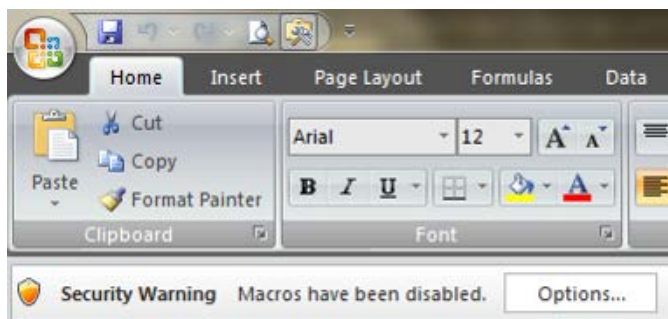 Home Insert Page Layout Formulas Data
Cut
Arial 12 A A
Copy
Paste
B I U A
Format Painter
Clipboard Font
Security Warning Macros have been disabled. Options...